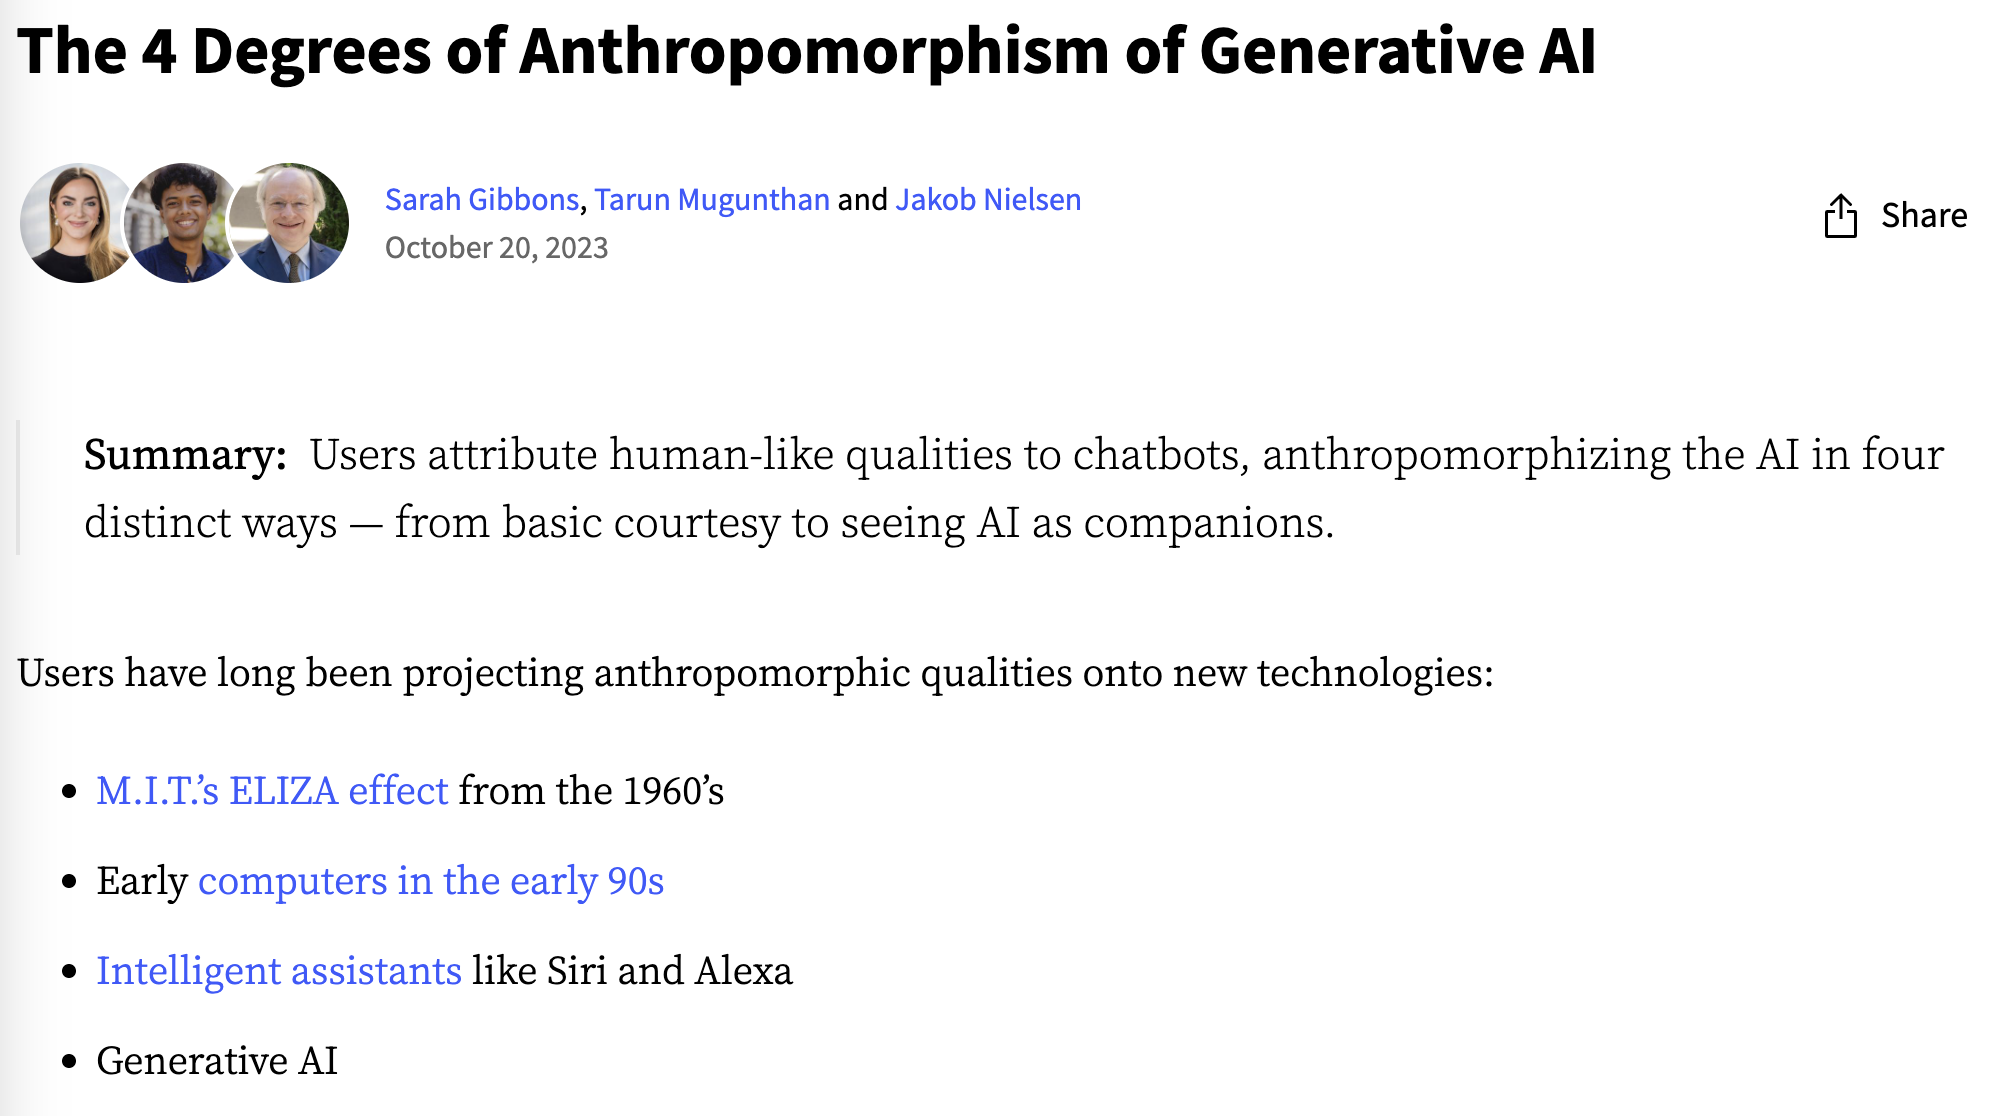 The 4 Degrees of Anthropomorphism of Generative AI
Sarah Gibbons, Tarun Mugunthan and Jakob Nielsen
October 20, 2023
Share
Summary: Users attribute human-like qualities to chatbots, anthropomorphizing the AI in four
distinct ways — from basic courtesy to seeing AI as companions.
Users have long been projecting anthropomorphic qualities onto new technologies:
• M.I.T.’s ELIZA effect from the 1960’s
• Early computers in the early 90s
• Intelligent assistants like Siri and Alexa
• Generative AI